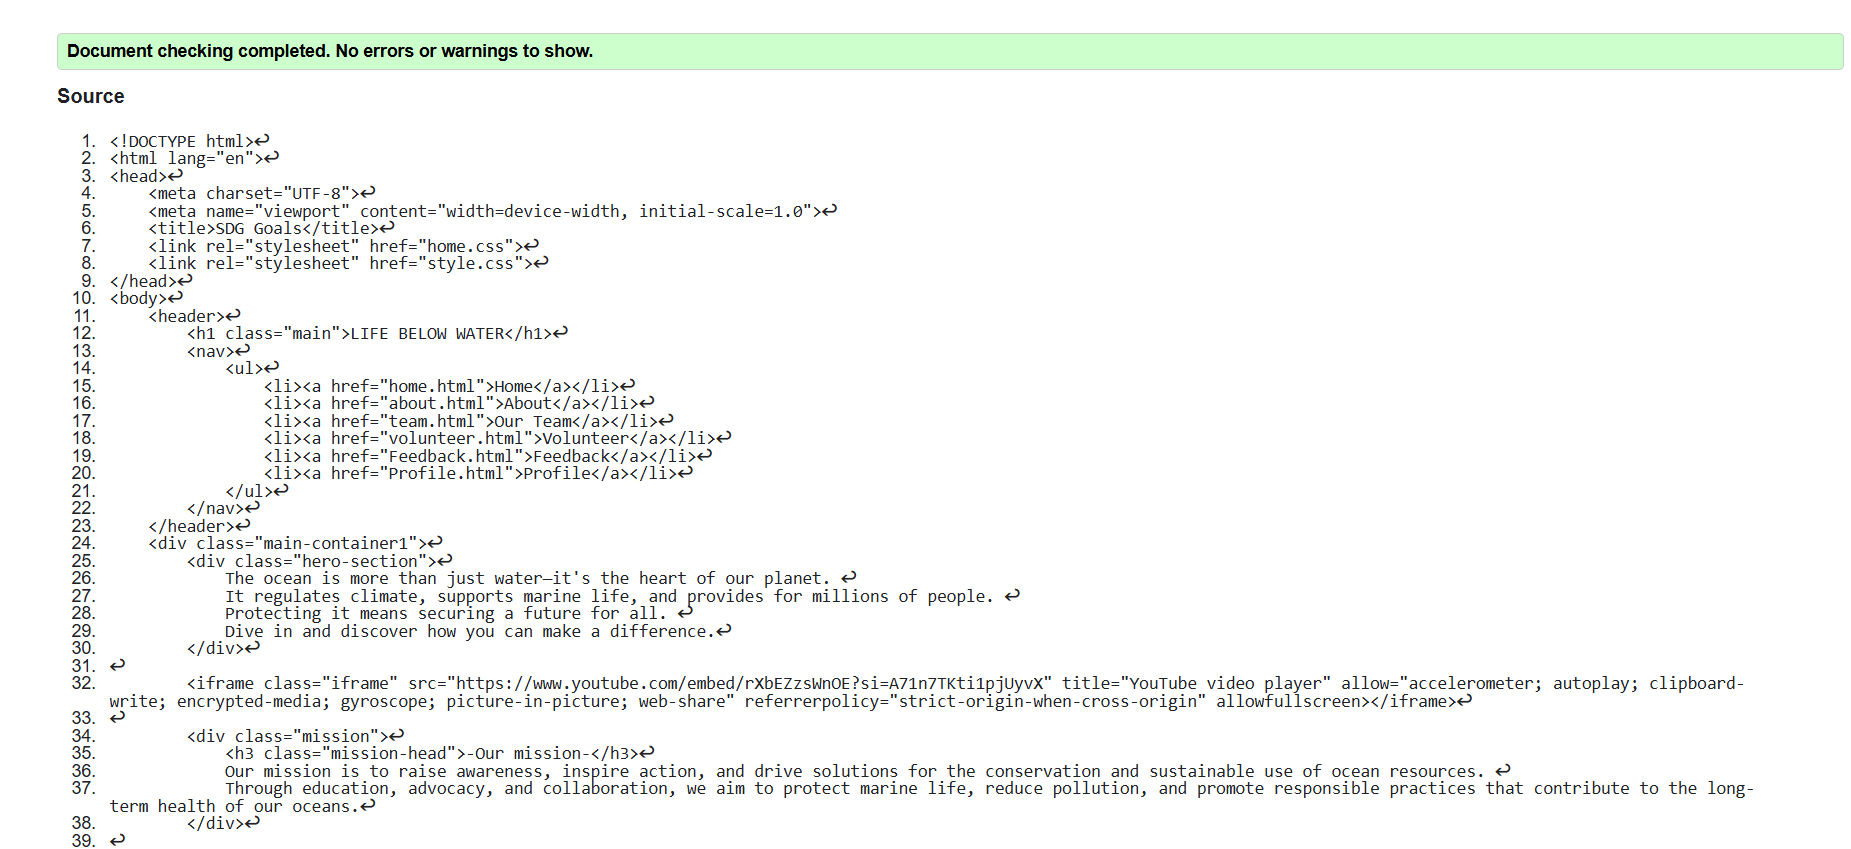 Document checking completed. No errors or warnings to show.
Source
1. <!DOCTYPE html>↩
2. <html lang="en">↩
3. <head>↩
4.     <meta charset="UTF-8">↩
5.     <meta name="viewport" content="width=device-width, initial-scale=1.0">↩
6.     <title>SDG Goals</title>↩
7.     <link rel="stylesheet" href="home.css">↩
8.     <link rel="stylesheet" href="style.css">↩
9. </head>↩
10. <body>↩
11.     <header>↩
12.         <h1 class="main">LIFE BELOW WATER</h1>↩
13.         <nav>↩
14.             <ul>↩
15.                 <li><a href="home.html">Home</a></li>↩
16.                 <li><a href="about.html">About</a></li>↩
17.                 <li><a href="team.html">Our Team</a></li>↩
18.                 <li><a href="volunteer.html">Volunteer</a></li>↩
19.                 <li><a href="Feedback.html">Feedback</a></li>↩
20.                 <li><a href="Profile.html">Profile</a></li>↩
21.             </ul>↩
22.         </nav>↩
23.     </header>↩
24.     <div class="main-container1">↩
25.         <div class="hero-section">↩
26.             The ocean is more than just water—it's the heart of our planet. ↩
27.             It regulates climate, supports marine life, and provides for millions of people. ↩
28.             Protecting it means securing a future for all. ↩
29.             Dive in and discover how you can make a difference.↩
30.         </div>↩
31. ↩
32.         <iframe class="iframe" src="https://www.youtube.com/embed/rXbEZzsWnOE?si=A71n7TKti1pjUyvX" title="YouTube video player" allow="accelerometer; autoplay; clipboard-
write; encrypted-media; gyroscope; picture-in-picture; web-share" referrerpolicy="strict-origin-when-cross-origin" allowfullscreen></iframe>↩
33. ↩
34.         <div class="mission">↩
35.             <h3 class="mission-head">-Our mission-</h3>↩
36.             Our mission is to raise awareness, inspire action, and drive solutions for the conservation and sustainable use of ocean resources. ↩
37.             Through education, advocacy, and collaboration, we aim to protect marine life, reduce pollution, and promote responsible practices that contribute to the long-
term health of our oceans.↩
38.         </div>↩
39. ↩